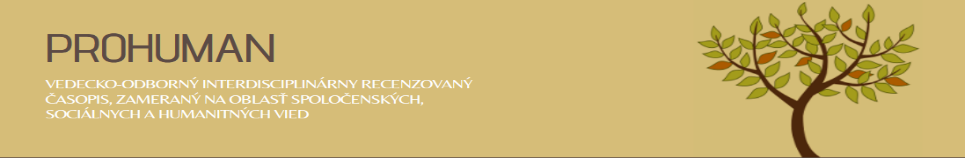 PROHUMAN
VEDECKO-ODBORNÝ INTERDISCIPLINÁRNY RECENZOVANÝ
ČASOPIS, ZAMERANÝ NA OBLASŤ SPOLOČENSKÝCH,
SOCIÁLNYCH A HUMANITNÝCH VIED